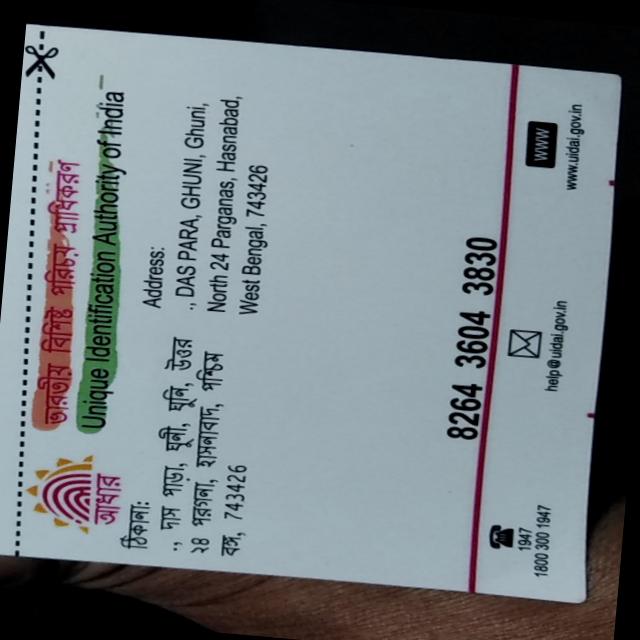 ভারতীয় বিশিষ্ট পরিচয় প্রাধিকরণ
Unique Identification Authority of India
আধার
ঠিকানা:
., দাস পাড়া, ঘুনী, ঘুনি, উত্তর
২৪ পরগনা, হাসনাবাদ, পশ্চিম
বঙ্গ, 743426
Address:
., DAS PARA, GHUNI, Ghuni,
North 24 Parganas, Hasnabad,
West Bengal, 743426
8264 3604 3830
1947
1800 300 1947
help@uidai.gov.in
www
www.uidai.gov.in